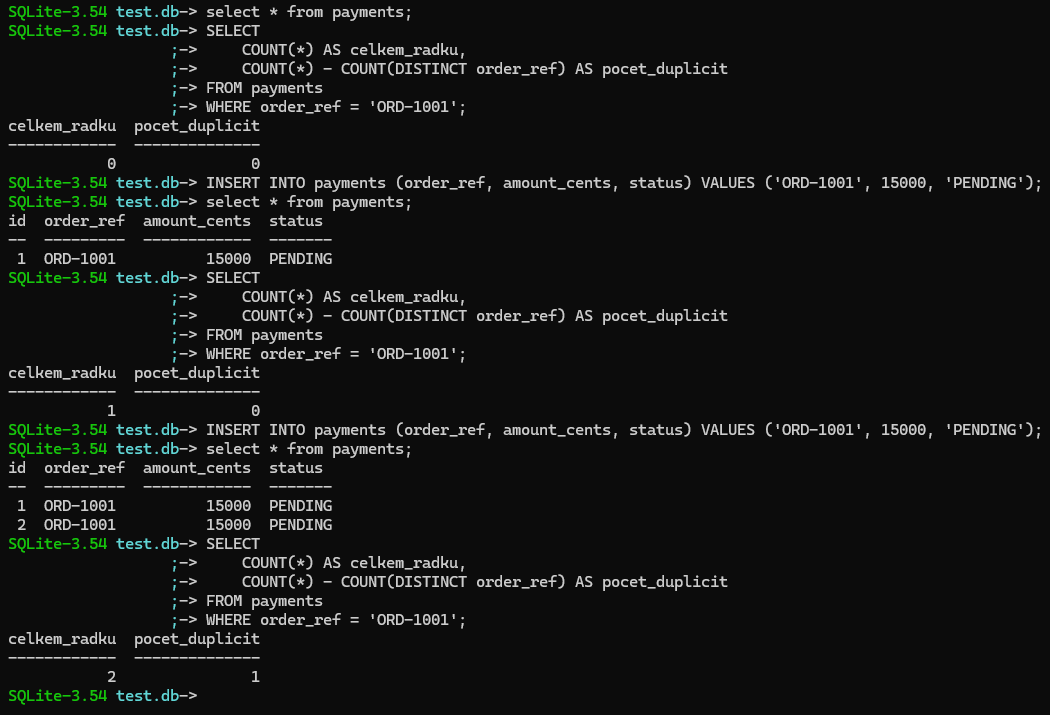 SQLite-3.54 test.db-> select * from payments;
SQLite-3.54 test.db-> SELECT
                  ;->     COUNT(*) AS celkem_radku,
                  ;->     COUNT(*) - COUNT(DISTINCT order_ref) AS pocet_duplicit
                  ;-> FROM payments
                  ;-> WHERE order_ref = 'ORD-1001';
celkem_radku  pocet_duplicit
------------  --------------
           0               0
SQLite-3.54 test.db-> INSERT INTO payments (order_ref, amount_cents, status) VALUES ('ORD-1001', 15000, 'PENDING');
SQLite-3.54 test.db-> select * from payments;
id  order_ref  amount_cents  status
--  ---------  ------------  -------
 1  ORD-1001          15000  PENDING
SQLite-3.54 test.db-> SELECT
                  ;->     COUNT(*) AS celkem_radku,
                  ;->     COUNT(*) - COUNT(DISTINCT order_ref) AS pocet_duplicit
                  ;-> FROM payments
                  ;-> WHERE order_ref = 'ORD-1001';
celkem_radku  pocet_duplicit
------------  --------------
           1               0
SQLite-3.54 test.db-> INSERT INTO payments (order_ref, amount_cents, status) VALUES ('ORD-1001', 15000, 'PENDING');
SQLite-3.54 test.db-> select * from payments;
id  order_ref  amount_cents  status
--  ---------  ------------  -------
 1  ORD-1001          15000  PENDING
 2  ORD-1001          15000  PENDING
SQLite-3.54 test.db-> SELECT
                  ;->     COUNT(*) AS celkem_radku,
                  ;->     COUNT(*) - COUNT(DISTINCT order_ref) AS pocet_duplicit
                  ;-> FROM payments
                  ;-> WHERE order_ref = 'ORD-1001';
celkem_radku  pocet_duplicit
------------  --------------
           2               1
SQLite-3.54 test.db->